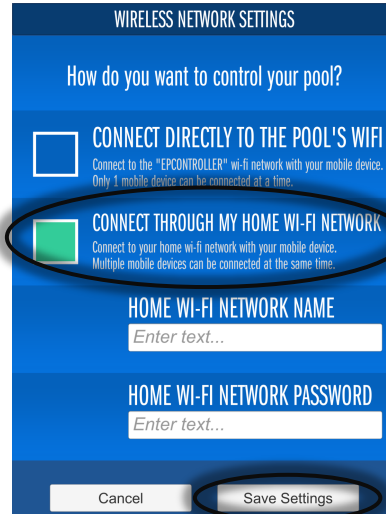 WIRELESS NETWORK SETTINGS
How do you want to control your pool?
CONNECT DIRECTLY TO THE POOL'S WIFI
Connect to the "EPCONTROLLER" wi-fi network with your mobile device.
Only 1 mobile device can be connected at a time.
CONNECT THROUGH MY HOME WI-FI NETWORK
Connect to your home wi-fi network with your mobile device.
Multiple mobile devices can be connected at the same time.
HOME WI-FI NETWORK NAME
Enter text...
HOME WI-FI NETWORK PASSWORD
Enter text...
Cancel Save Settings